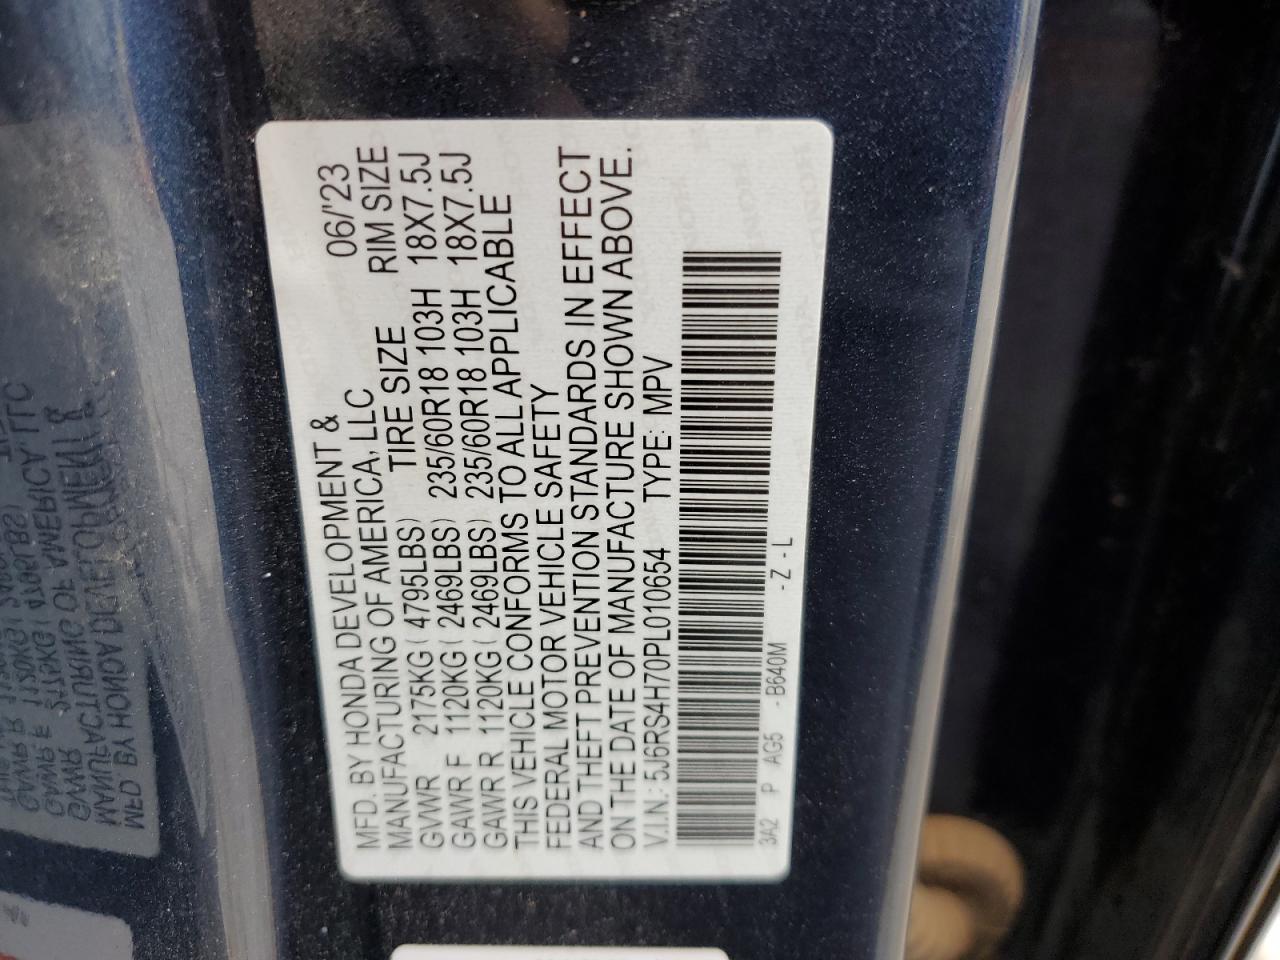 MFD. BY HONDA DEVELOPMENT &
MANUFACTURING OF AMERICA, LLC 06/'23
GVWR 2175KG ( 4795LBS) TIRE SIZE RIM SIZE
GAWR F 1120KG ( 2469LBS) 235/60R18 103H 18X7.5J
GAWR R 1120KG ( 2469LBS) 235/60R18 103H 18X7.5J
THIS VEHICLE CONFORMS TO ALL APPLICABLE
FEDERAL MOTOR VEHICLE SAFETY
AND THEFT PREVENTION STANDARDS IN EFFECT
ON THE DATE OF MANUFACTURE SHOWN ABOVE.
V.I.N.: 5J6RS4H70PL010654 TYPE: MPV
3A2 P AG5 -B640M -Z-L